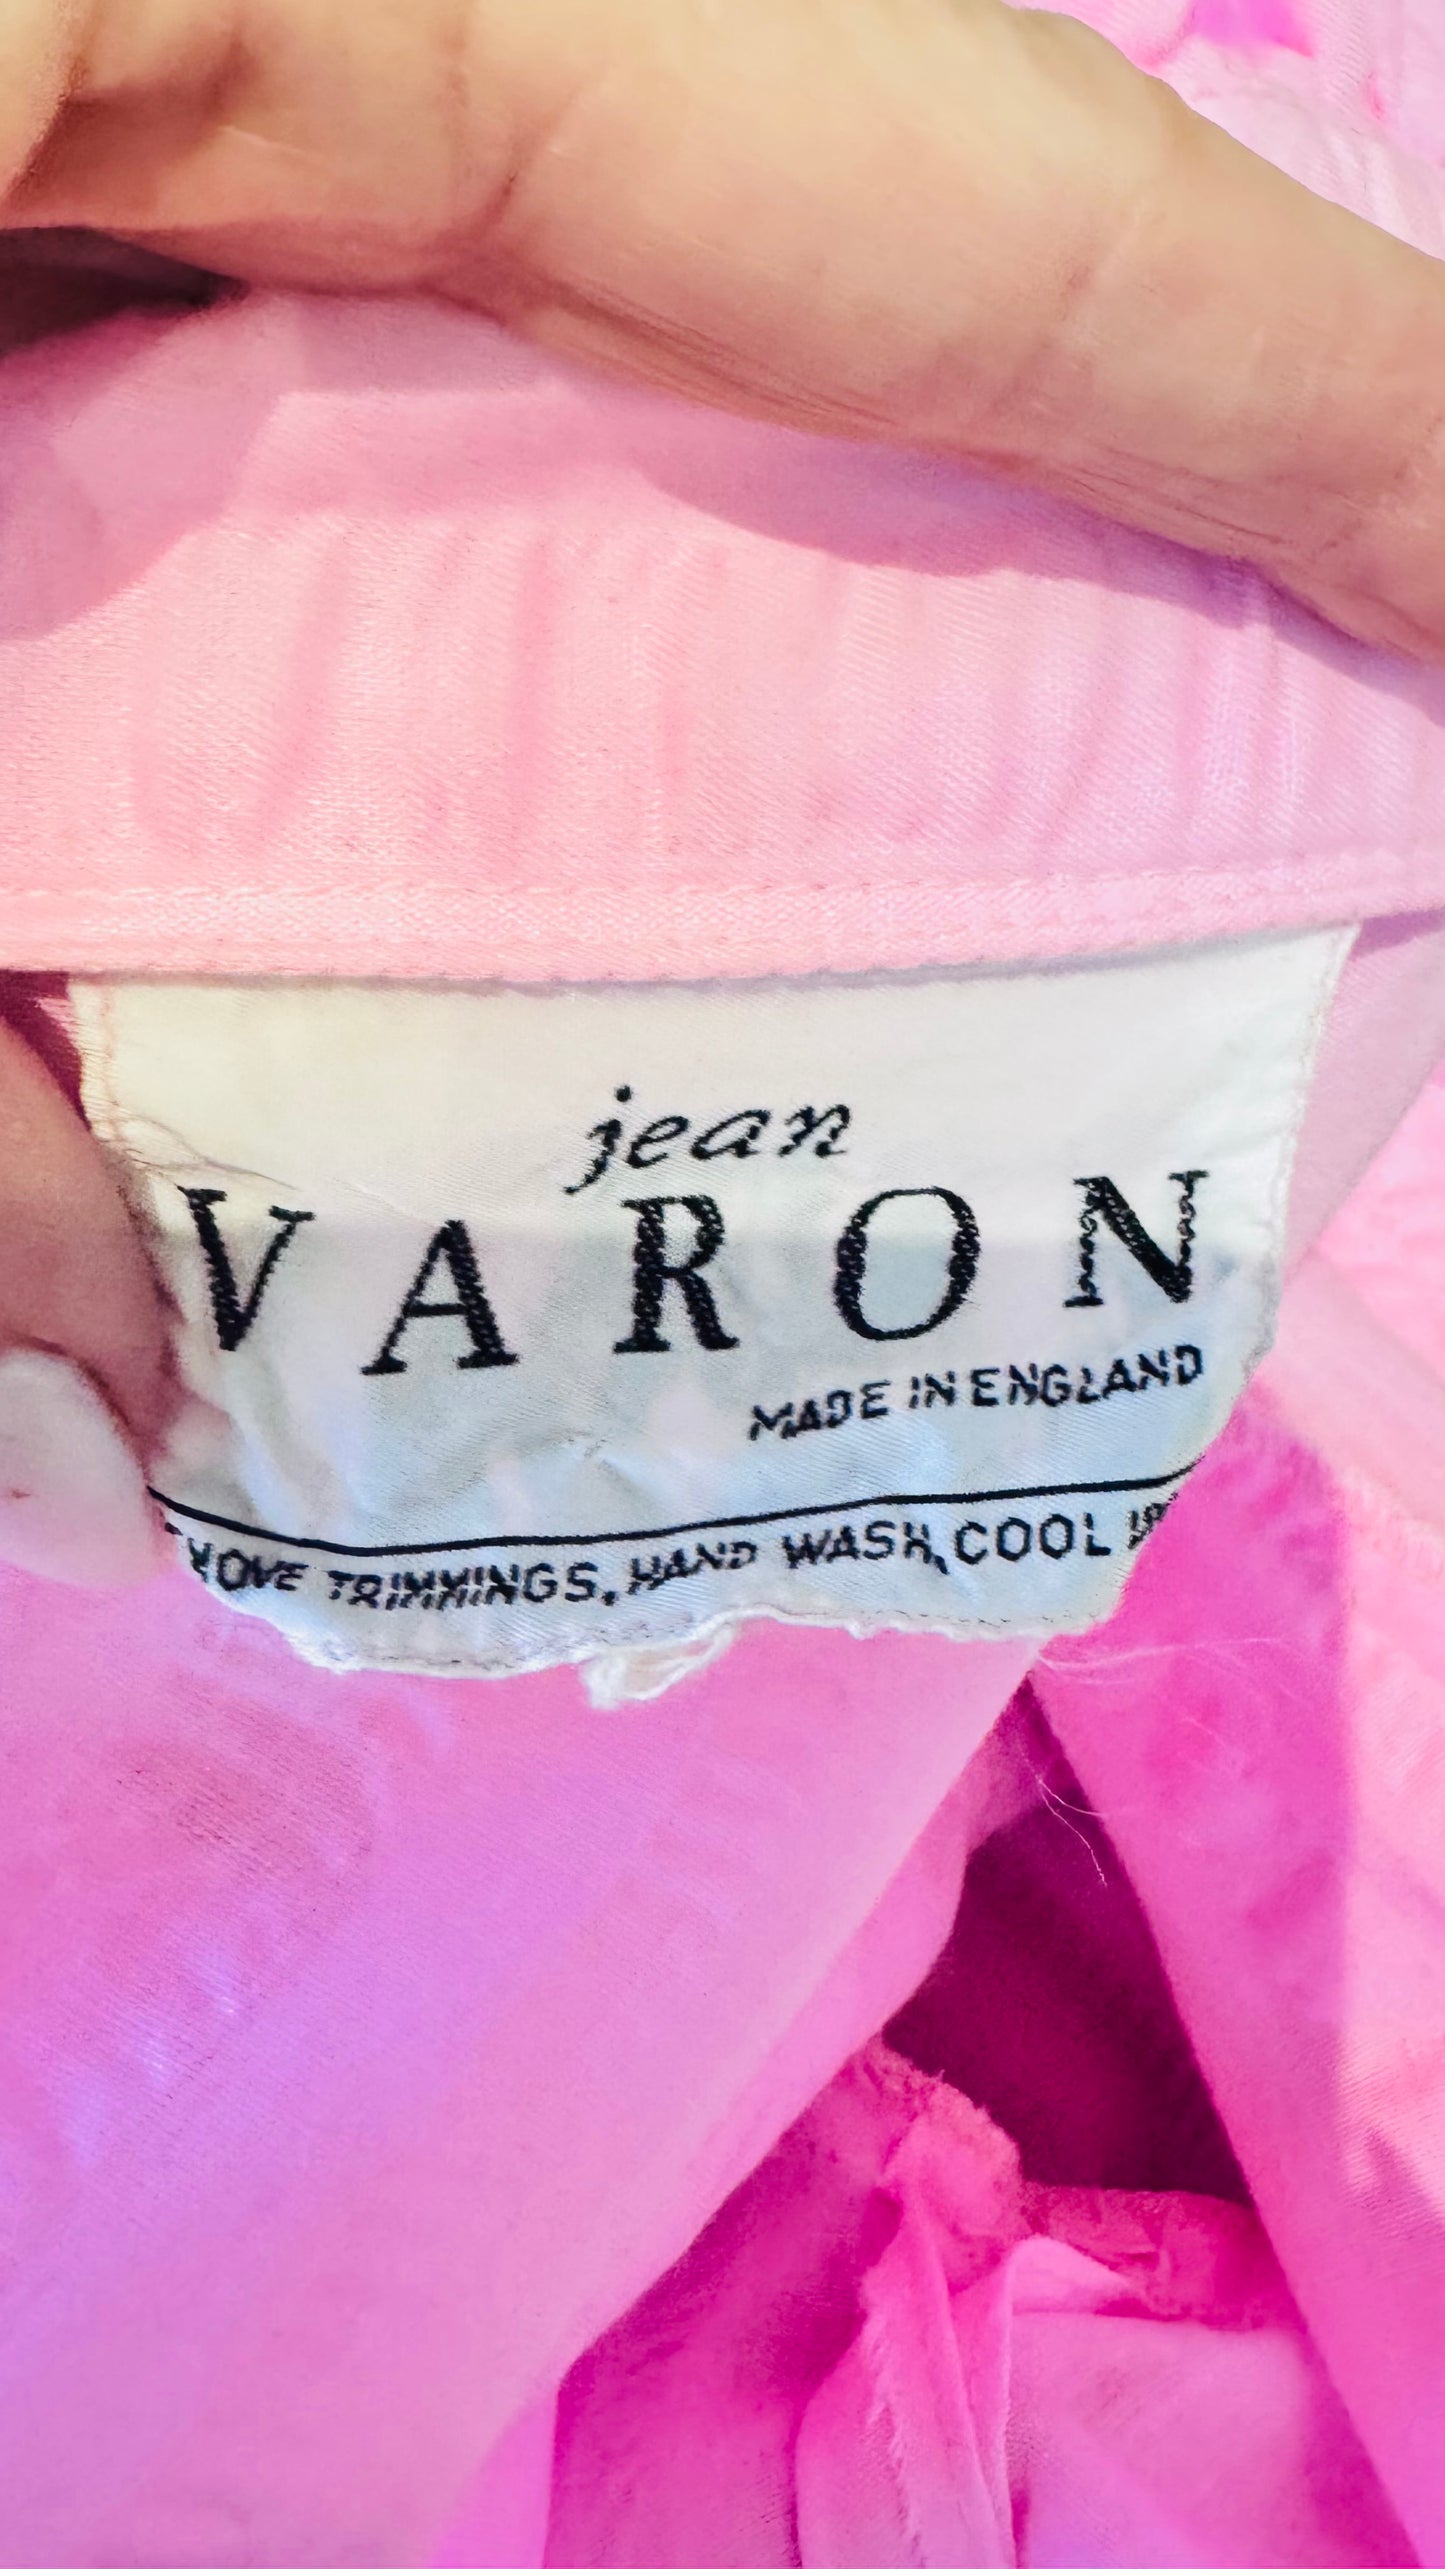 jean
VARON
MADE IN ENGLAND
TRIMMINGS, HAND WASH, COOL